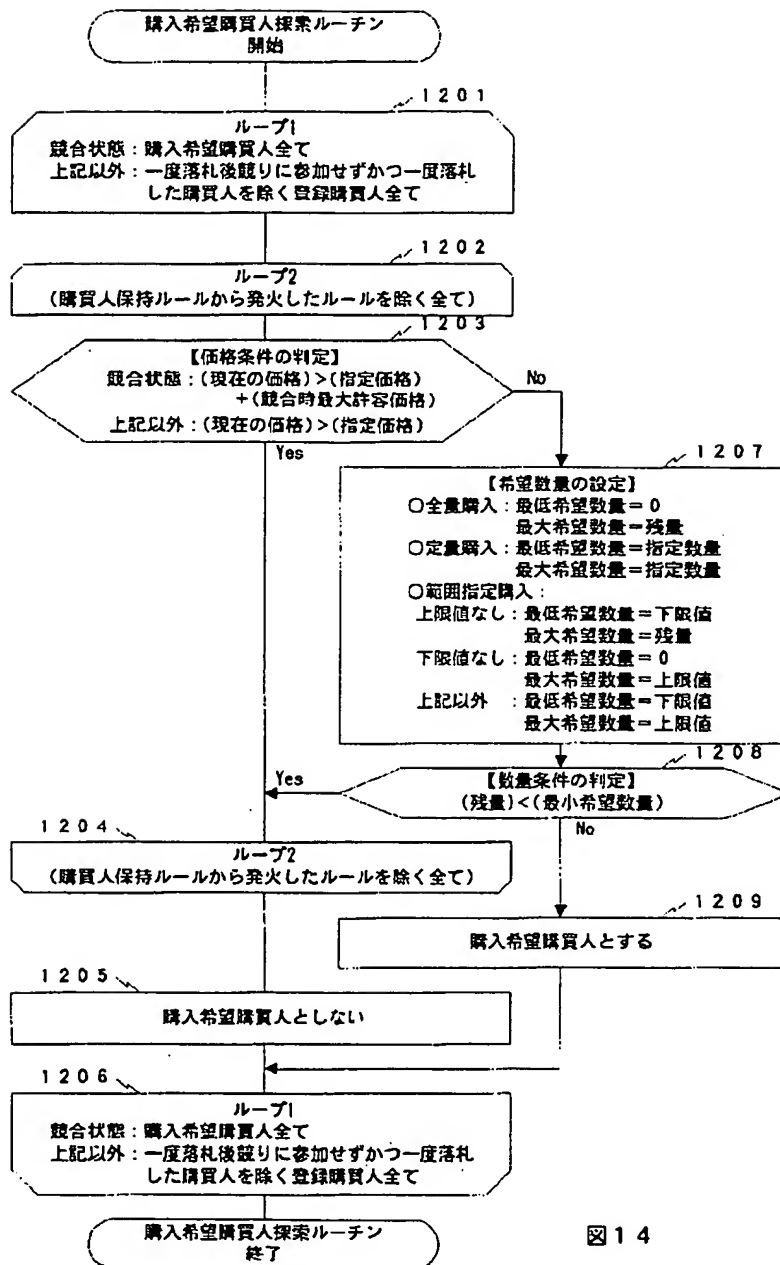 購入希望購買人探索ルーチン
開始
1201
ループ1
競合状態：購入希望購買人全て
上記以外：一度落札後競りに参加せずかつ一度落札
した購買人を除く登録購買人全て
1202
ループ2
（購買人保持ルールから発火したルールを除く全て）
1203
【価格条件の判定】
競合状態：(現在の価格)＞(指定価格)
＋(競合時最大許容価格)
上記以外：(現在の価格)＞(指定価格)
No
Yes
1207
【希望数量の設定】
○全量購入：最低希望数量＝0
最大希望数量＝残量
○定量購入：最低希望数量＝指定数量
最大希望数量＝指定数量
○範囲指定購入：
上限値なし：最低希望数量＝下限値
最大希望数量＝残量
下限値なし：最低希望数量＝0
最大希望数量＝上限値
上記以外　：最低希望数量＝下限値
最大希望数量＝上限値
1208
【数量条件の判定】
(残量)＜(最小希望数量)
Yes
No
1204
ループ2
（購買人保持ルールから発火したルールを除く全て）
1209
購入希望購買人とする
1205
購入希望購買人としない
1206
ループ1
競合状態：購入希望購買人全て
上記以外：一度落札後競りに参加せずかつ一度落札
した購買人を除く登録購買人全て
購入希望購買人探索ルーチン
終了
図14